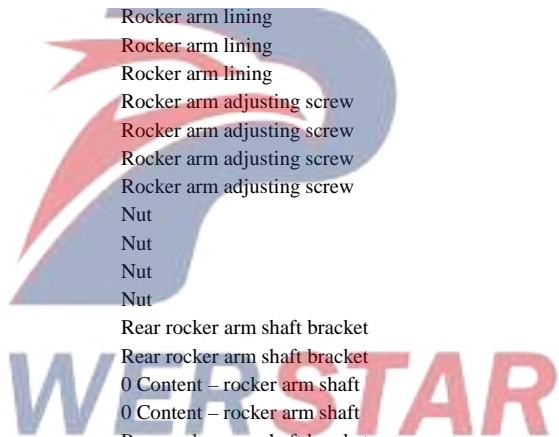 Rocker arm lining
Rocker arm lining
Rocker arm lining
Rocker arm adjusting screw
Rocker arm adjusting screw
Rocker arm adjusting screw
Rocker arm adjusting screw
Nut
Nut
Nut
Nut
Rear rocker arm shaft bracket
Rear rocker arm shaft bracket
0 Content – rocker arm shaft
0 Content – rocker arm shaft
WERSTAR